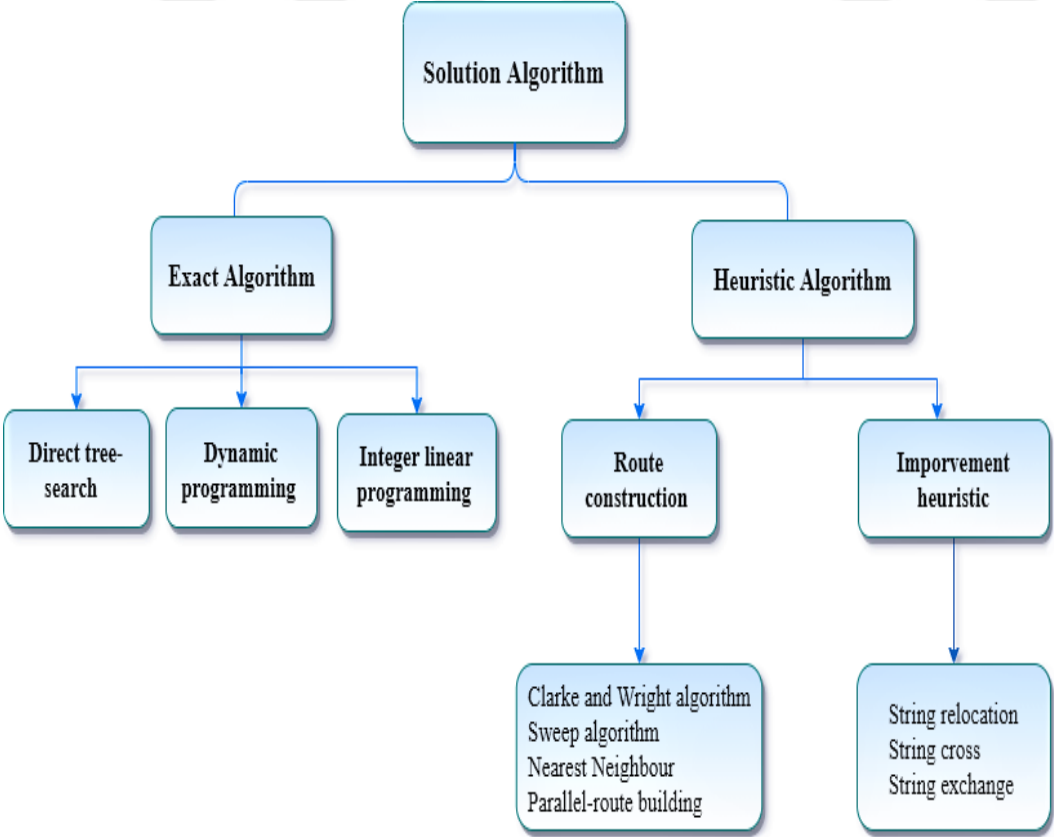 Solution Algorithm
Exact Algorithm
Heuristic Algorithm
Direct tree-
search
Dynamic
programming
Integer linear
programming
Route
construction
Imporvement
heuristic
Clarke and Wright algorithm
Sweep algorithm
Nearest Neighbour
Parallel-route building
String relocation
String cross
String exchange